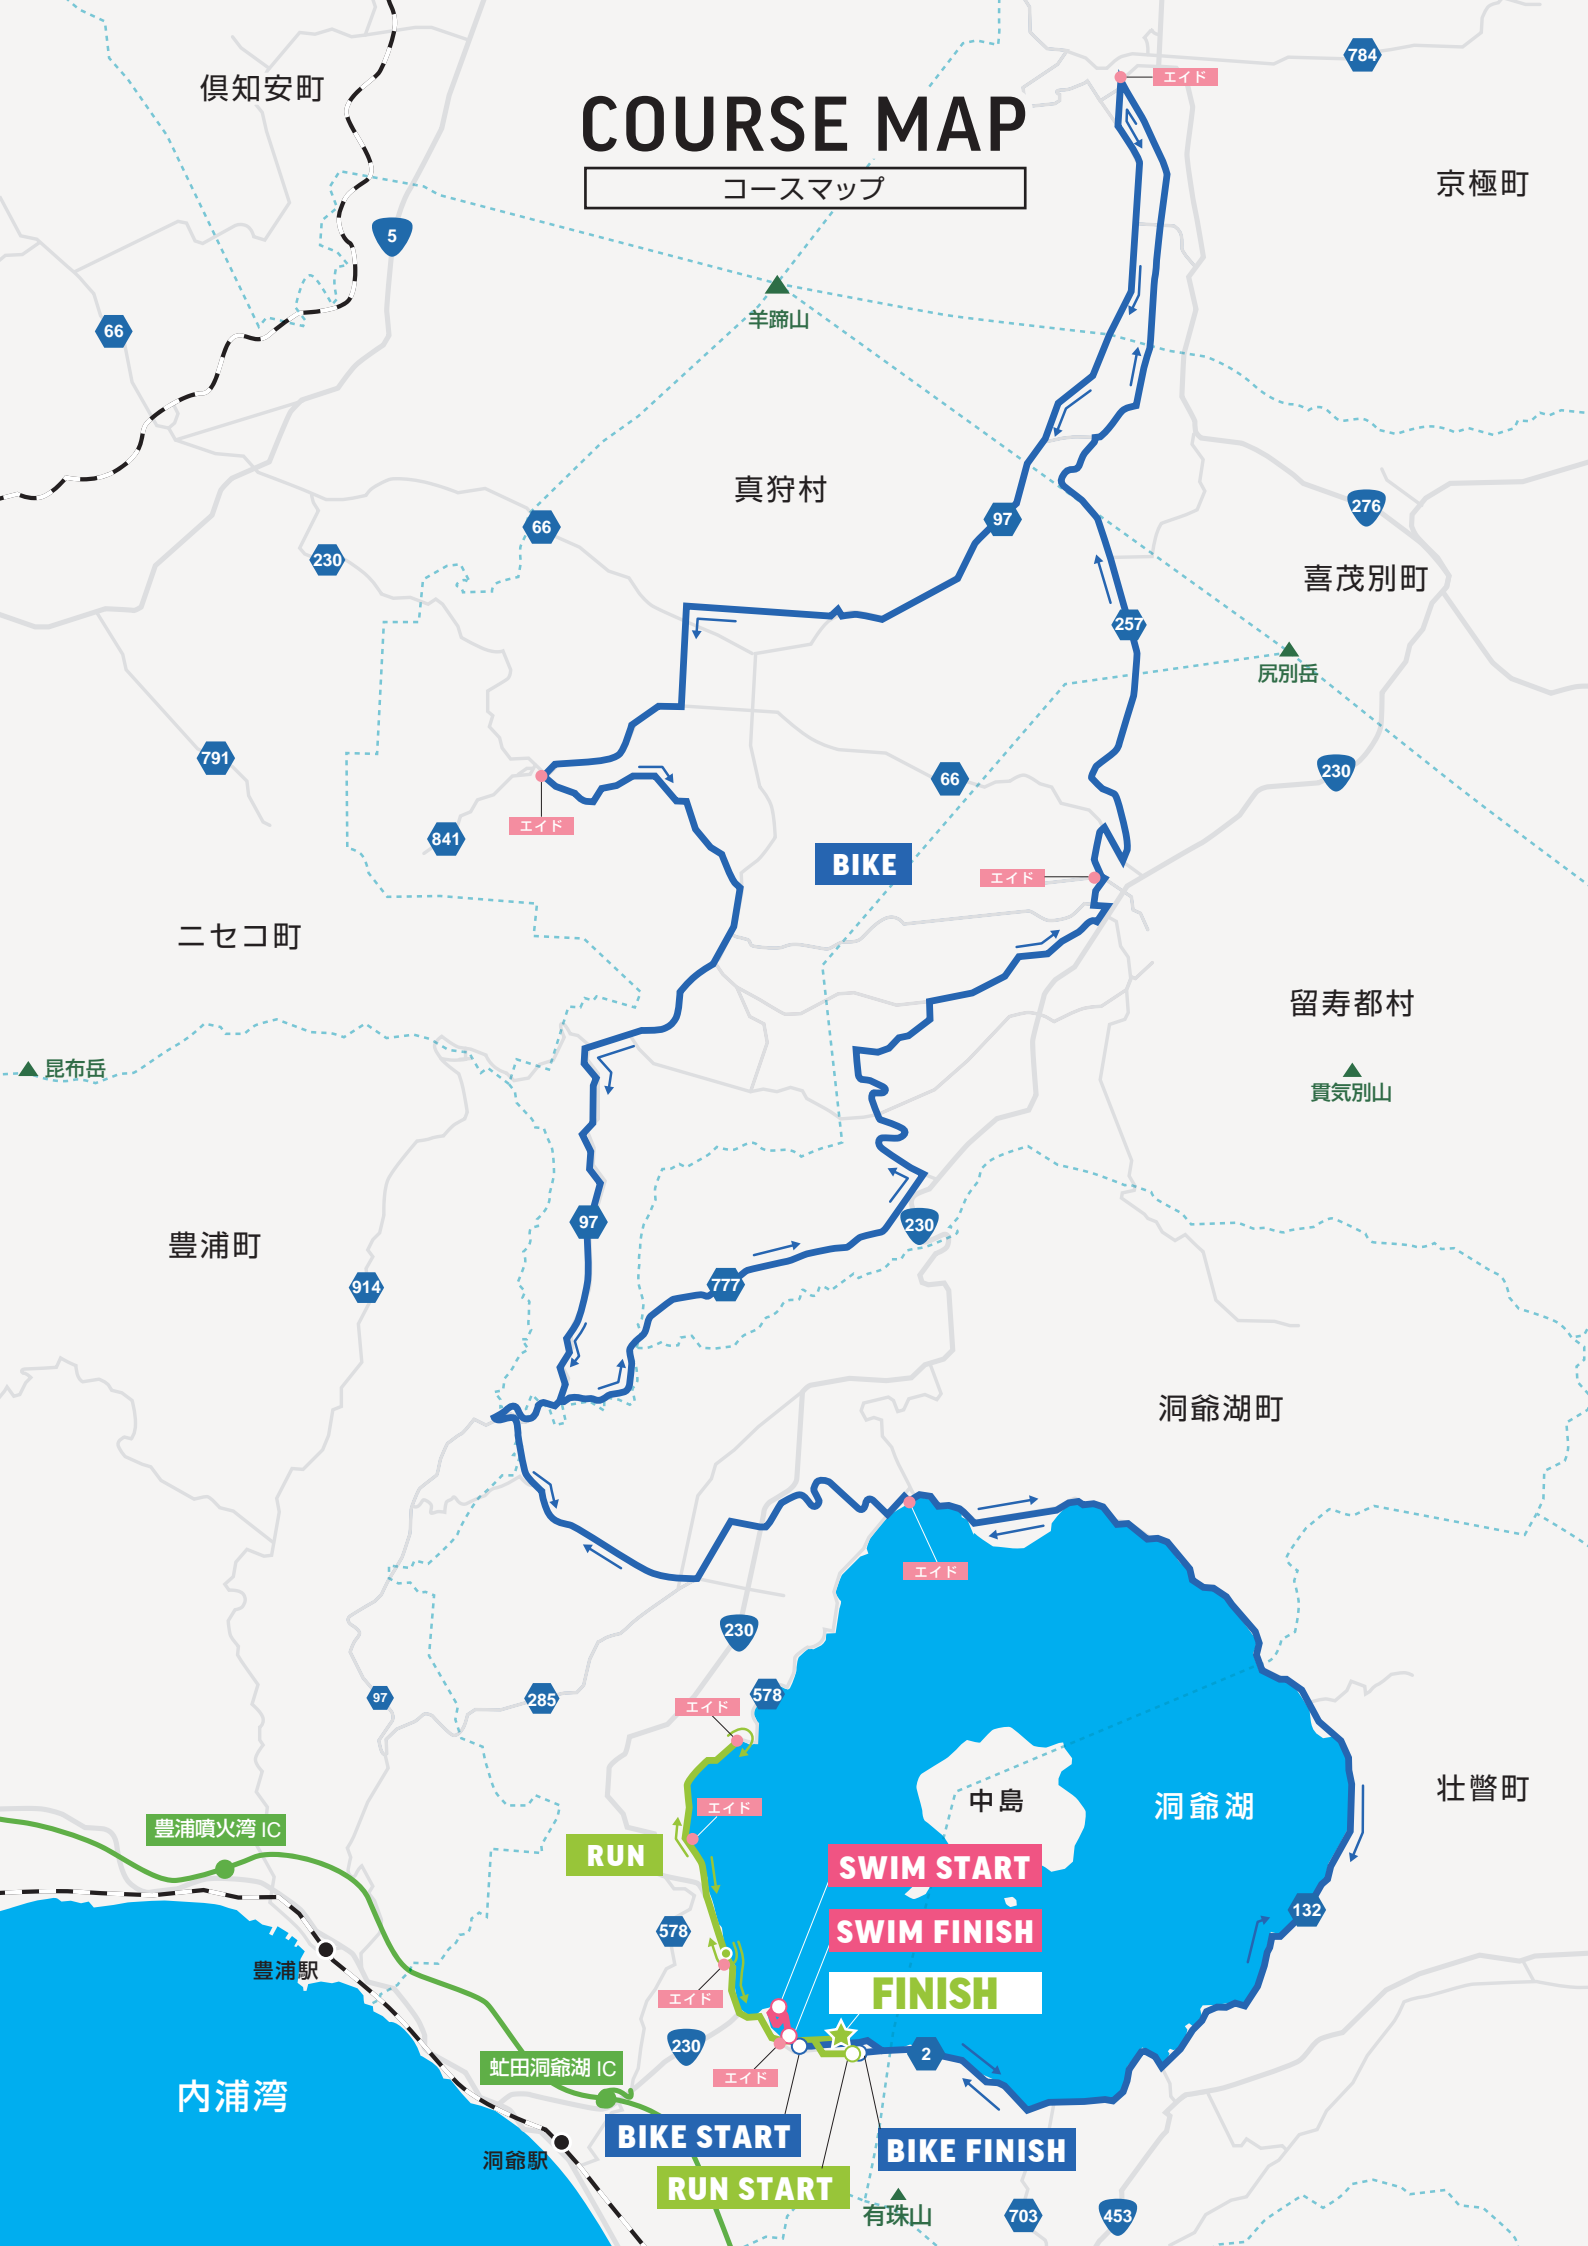 784
エイド
倶知安町
COURSE MAP
コースマップ
京極町
5
羊蹄山
66
真狩村
66
97
276
230
喜茂別町
257
尻別岳
791
66
230
エイド
841
BIKE
エイド
ニセコ町
留寿都村
昆布岳
貫気別山
97
230
豊浦町
914
777
洞爺湖町
エイド
230
97
285
578
エイド
中島
洞爺湖
壮瞥町
エイド
豊浦噴火湾 IC
RUN
SWIM START
132
578
SWIM FINISH
豊浦駅
FINISH
エイド
230
2
虻田洞爺湖 IC
エイド
内浦湾
BIKE START
BIKE FINISH
洞爺駅
RUN START
有珠山
703
453